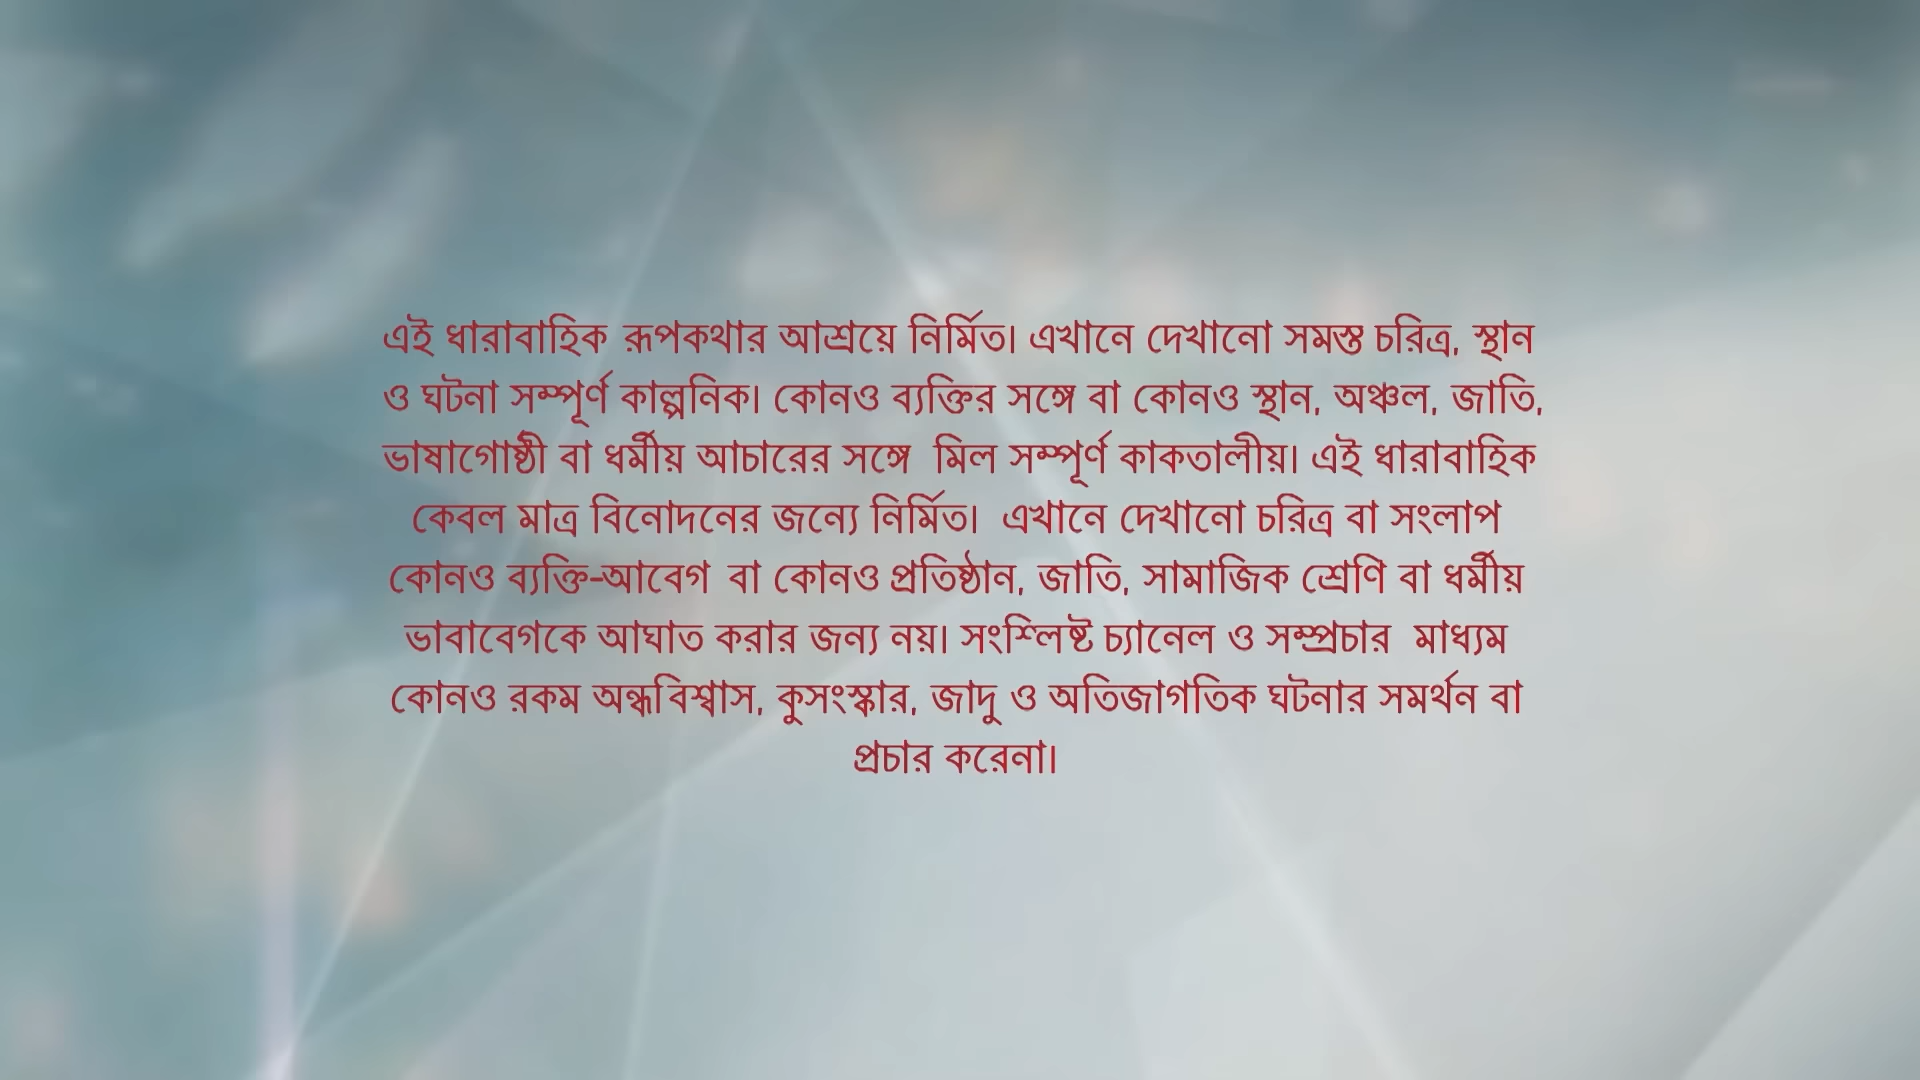 এই ধারাবাহিক রূপকথার আশ্রয়ে নির্মিত। এখানে দেখানো সমস্ত চরিত্র, স্থান
ও ঘটনা সম্পূর্ণ কাল্পনিক। কোনও ব্যক্তির সঙ্গে বা কোনও স্থান, অঞ্চল, জাতি,
ভাষাগোষ্ঠী বা ধর্মীয় আচারের সঙ্গে মিল সম্পূর্ণ কাকতালীয়। এই ধারাবাহিক
কেবল মাত্র বিনোদনের জন্যে নির্মিত। এখানে দেখানো চরিত্র বা সংলাপ
কোনও ব্যক্তি-আবেগ বা কোনও প্রতিষ্ঠান, জাতি, সামাজিক শ্রেণি বা ধর্মীয়
ভাবাবেগকে আঘাত করার জন্য নয়। সংশ্লিষ্ট চ্যানেল ও সম্প্রচার মাধ্যম
কোনও রকম অন্ধবিশ্বাস, কুসংস্কার, জাদু ও অতিজাগতিক ঘটনার সমর্থন বা
প্রচার করেনা।